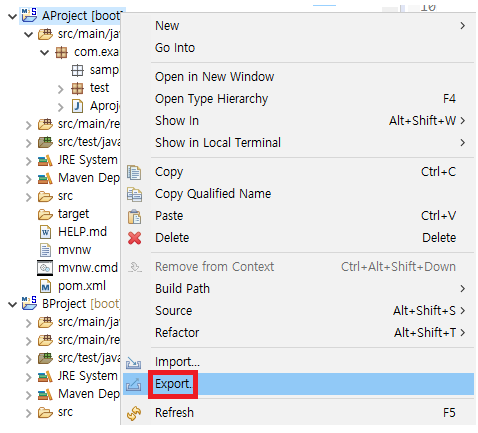 10
AProject [boot]
src/main/ja
com.exa
samp
test
Aproj
src/main/re
src/test/java
JRE System
Maven Dep
src
target
HELP.md
mvnw
mvnw.cmd
pom.xml
BProject [boot]
src/main/ja
src/main/re
src/test/java
JRE System
Maven Dep
src
New
Go Into
Open in New Window
Open Type Hierarchy F4
Show In Alt+Shift+W
Show in Local Terminal
Copy Ctrl+C
Copy Qualified Name
Paste Ctrl+V
Delete Delete
Remove from Context Ctrl+Alt+Shift+Down
Build Path
Source Alt+Shift+S
Refactor Alt+Shift+T
Import...
Export.
Refresh F5